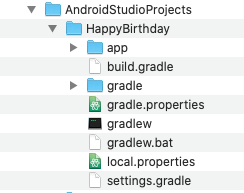 AndroidStudioProjects
HappyBirthday
app
build.gradle
gradle
gradle.properties
gradlew
gradlew.bat
local.properties
settings.gradle